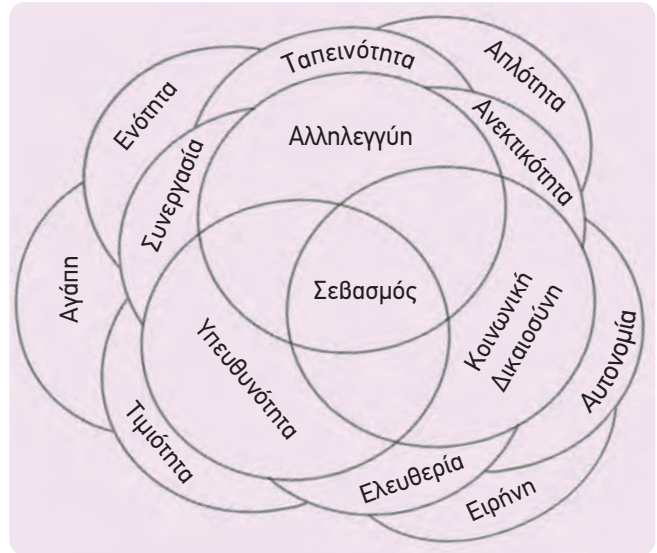 Απλότητα
Ταπεινότητα
Ενότητα
Ανεκτικότητα
Αλληλεγγύη
Συνεργασία
Αγάπη
Σεβασμός
Κοινωνική
Δικαιοσύνη
Αυτονομία
Υπευθυνότητα
Τιμιότητα
Ελευθερία
Ειρήνη